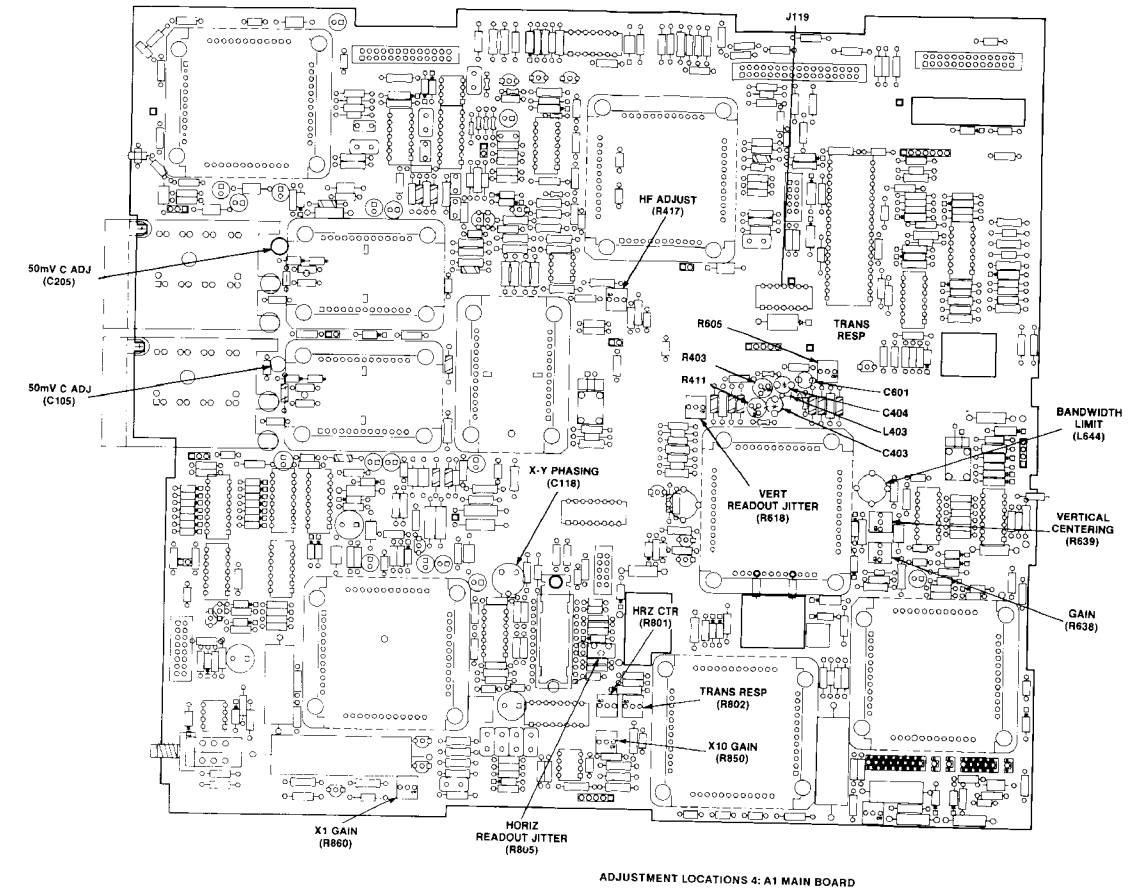 J119
HF ADJUST
(R417)
50mV C ADJ
(C205)
R605
TRANS
RESP
R403
R411
C601
C404
L403
C403
50mV C ADJ
(C105)
BANDWIDTH
LIMIT
(L644)
X-Y PHASING
(C118)
VERT
READOUT JITTER
(R618)
VERTICAL
CENTERING
(R639)
HRZ CTR
(R801)
GAIN
(R638)
TRANS RESP
(R802)
X10 GAIN
(R850)
X1 GAIN
(R860)
HORIZ
READOUT JITTER
(R805)
ADJUSTMENT LOCATIONS 4: A1 MAIN BOARD